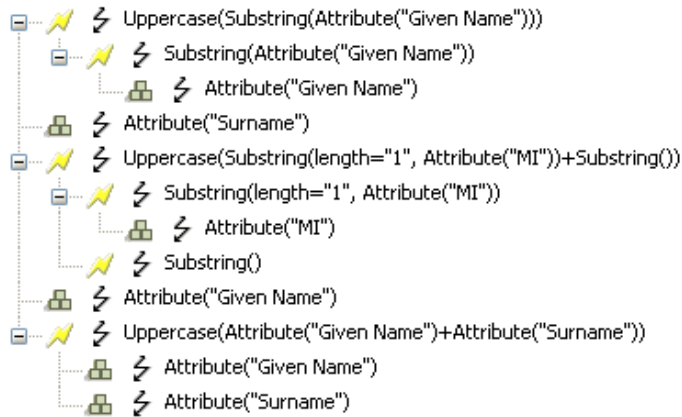 Uppercase(Substring(Attribute("Given Name")))
Substring(Attribute("Given Name"))
Attribute("Given Name")
Attribute("Surname")
Uppercase(Substring(length="1", Attribute("MI"))+Substring())
Substring(length="1", Attribute("MI"))
Attribute("MI")
Substring()
Attribute("Given Name")
Uppercase(Attribute("Given Name")+Attribute("Surname"))
Attribute("Given Name")
Attribute("Surname")